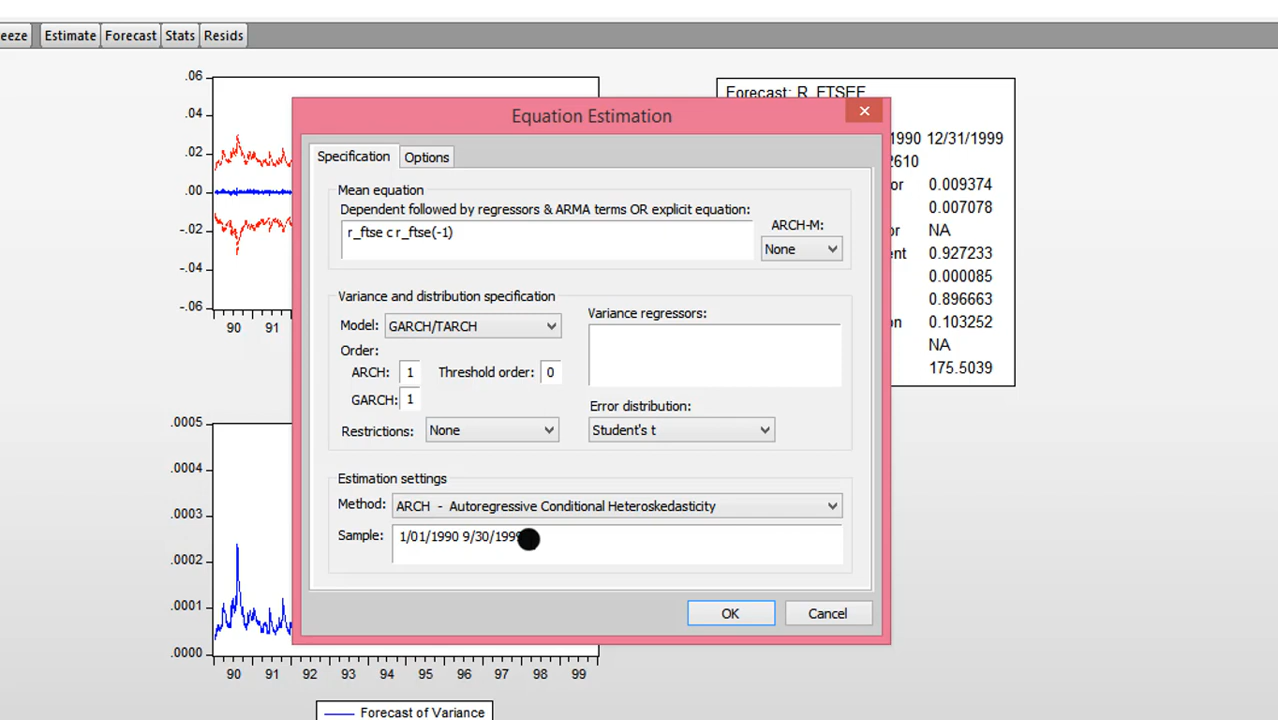 eeze Estimate Forecast Stats Resids
.06
.04
.02
.00
-.02
-.04
-.06
90 91
Forecast: R_FTSEF
1990 12/31/1999
2610
or 0.009374
0.007078
or NA
ent 0.927233
0.000085
0.896663
on 0.103252
NA
175.5039
Equation Estimation
Specification Options
Mean equation
Dependent followed by regressors & ARMA terms OR explicit equation:
r_ftse c r_ftse(-1)
ARCH-M:
None
Variance and distribution specification
Model: GARCH/TARCH
Order:
ARCH: 1 Threshold order: 0
GARCH: 1
Restrictions: None
Variance regressors:
Error distribution:
Student's t
Estimation settings
Method: ARCH - Autoregressive Conditional Heteroskedasticity
Sample: 1/01/1990 9/30/1999
OK Cancel
.0005
.0004
.0003
.0002
.0001
.0000
90 91 92 93 94 95 96 97 98 99
Forecast of Variance